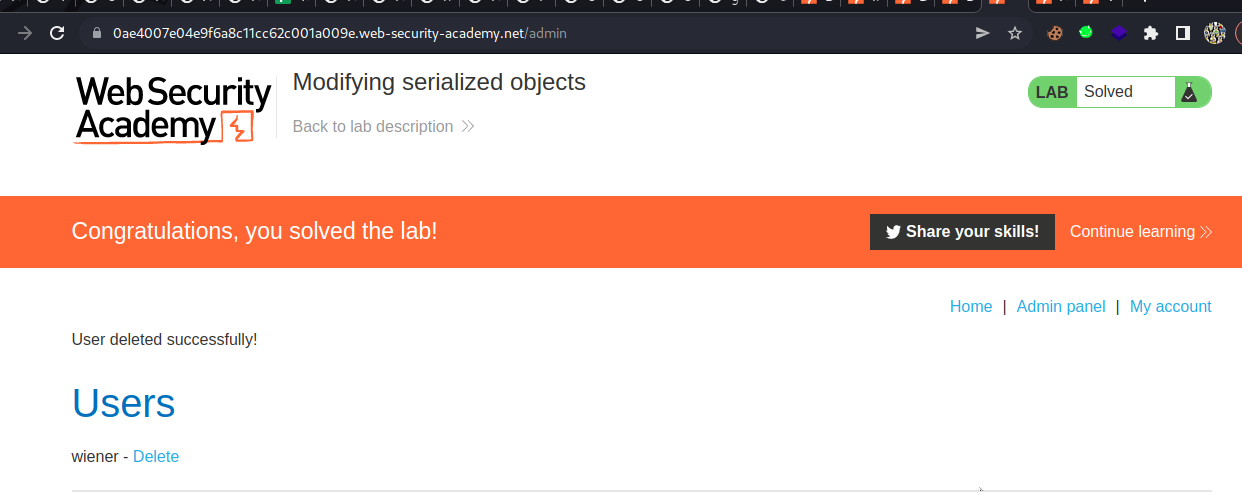 0ae4007e04e9f6a8c11cc62c001a009e.web-security-academy.net/admin
Web Security
Academy
Modifying serialized objects
Back to lab description
LAB Solved
Congratulations, you solved the lab!
Share your skills!
Continue learning
Home | Admin panel | My account
User deleted successfully!
Users
wiener - Delete